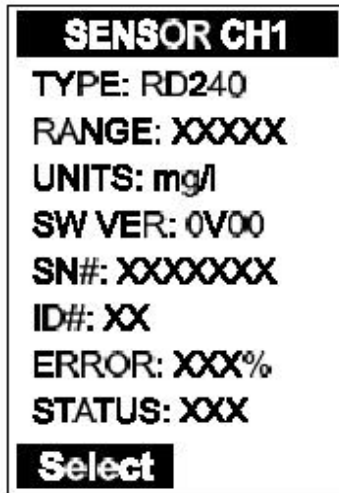 SENSOR CH1
TYPE: RD240
RANGE: XXXXX
UNITS: mg/l
SW VER: 0V00
SN#: XXXXXXX
ID#: XX
ERROR: XXX%
STATUS: XXX
Select